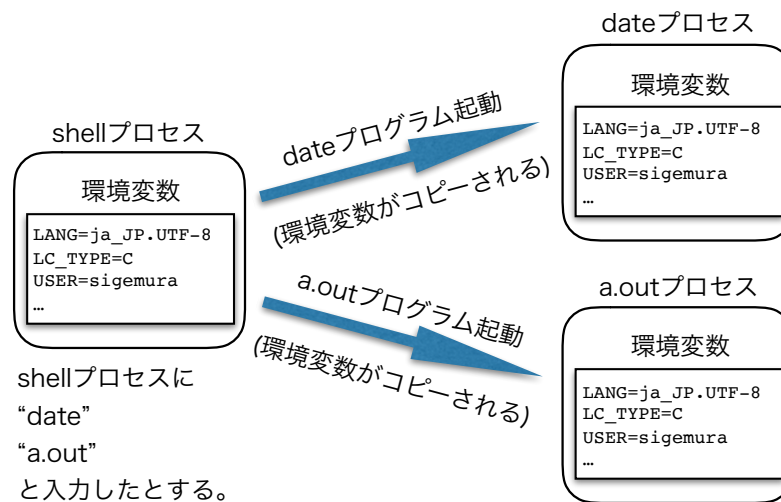 shellプロセス
環境変数
LANG=ja_JP.UTF-8
LC_TYPE=C
USER=sigemura
…
shellプロセスに
“date”
“a.out”
と入力したとする。
dateプログラム起動
(環境変数がコピーされる)
a.outプログラム起動
(環境変数がコピーされる)
dateプロセス
環境変数
LANG=ja_JP.UTF-8
LC_TYPE=C
USER=sigemura
…
a.outプロセス
環境変数
LANG=ja_JP.UTF-8
LC_TYPE=C
USER=sigemura
…